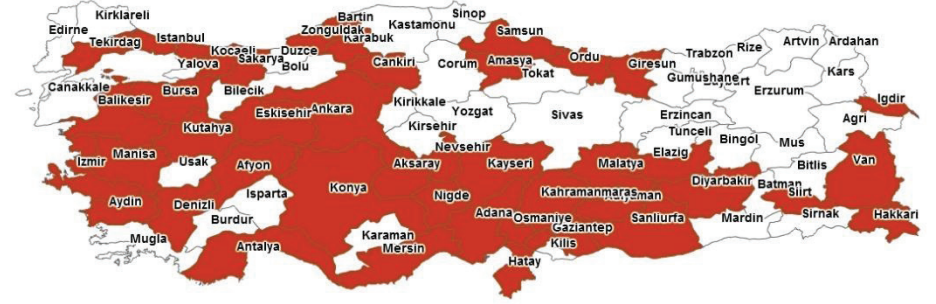 Kirklareli
Edirne
Tekirdag
Istanbul
Kocaeli
Yalova
Sakarya
Duzce
Bolu
Zonguldak
Bartin
Karabuk
Kastamonu
Sinop
Cankiri
Corum
Samsun
Amasya
Tokat
Ordu
Giresun
Trabzon
Rize
Artvin
Ardahan
Gumushane
Kars
Erzurum
Igdir
Agri
Canakkale
Balikesir
Bursa
Bilecik
Eskisehir
Ankara
Kirikkale
Yozgat
Kirsehir
Sivas
Erzincan
Tunceli
Bingol
Mus
Kutahya
Nevsehir
Elazig
Bitlis
Van
Izmir
Manisa
Usak
Afyon
Konya
Aksaray
Kayseri
Malatya
Diyarbakir
Batman
Siirt
Aydin
Denizli
Isparta
Burdur
Nigde
Kahramanmaras
Adana
Osmaniye
Gaziantep
Sanliurfa
Mardin
Sirnak
Hakkari
Mugla
Antalya
Karaman
Mersin
Kilis
Hatay